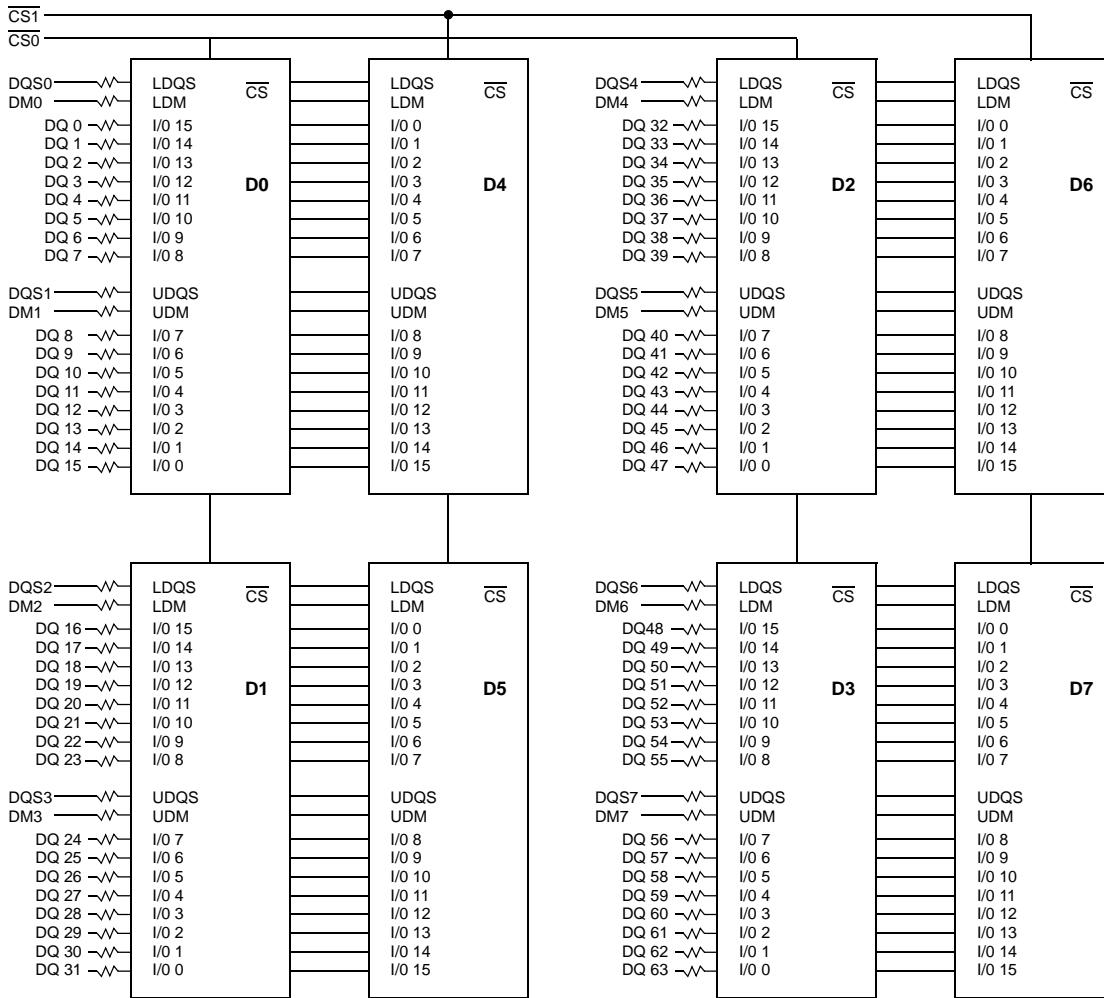 CS1
CS0
DQS0 LDQS CS LDQS CS DQS4 LDQS CS LDQS CS
DM0 LDM LDM DM4 LDM LDM
DQ 0 I/0 15 I/0 0 DQ 32 I/0 15 I/0 0
DQ 1 I/0 14 I/0 1 DQ 33 I/0 14 I/0 1
DQ 2 I/0 13 I/0 2 DQ 34 I/0 13 I/0 2
DQ 3 I/0 12 D0 I/0 3 D4 DQ 35 I/0 12 D2 I/0 3 D6
DQ 4 I/0 11 I/0 4 DQ 36 I/0 11 I/0 4
DQ 5 I/0 10 I/0 5 DQ 37 I/0 10 I/0 5
DQ 6 I/0 9 I/0 6 DQ 38 I/0 9 I/0 6
DQ 7 I/0 8 I/0 7 DQ 39 I/0 8 I/0 7
DQS1 UDQS UDQS DQS5 UDQS UDQS
DM1 UDM UDM DM5 UDM UDM
DQ 8 I/0 7 I/0 8 DQ 40 I/0 7 I/0 8
DQ 9 I/0 6 I/0 9 DQ 41 I/0 6 I/0 9
DQ 10 I/0 5 I/0 10 DQ 42 I/0 5 I/0 10
DQ 11 I/0 4 I/0 11 DQ 43 I/0 4 I/0 11
DQ 12 I/0 3 I/0 12 DQ 44 I/0 3 I/0 12
DQ 13 I/0 2 I/0 13 DQ 45 I/0 2 I/0 13
DQ 14 I/0 1 I/0 14 DQ 46 I/0 1 I/0 14
DQ 15 I/0 0 I/0 15 DQ 47 I/0 0 I/0 15
DQS2 LDQS CS LDQS CS DQS6 LDQS CS LDQS CS
DM2 LDM LDM DM6 LDM LDM
DQ 16 I/0 15 I/0 0 DQ48 I/0 15 I/0 0
DQ 17 I/0 14 I/0 1 DQ 49 I/0 14 I/0 1
DQ 18 I/0 13 I/0 2 DQ 50 I/0 13 I/0 2
DQ 19 I/0 12 D1 I/0 3 D5 DQ 51 I/0 12 D3 I/0 3 D7
DQ 20 I/0 11 I/0 4 DQ 52 I/0 11 I/0 4
DQ 21 I/0 10 I/0 5 DQ 53 I/0 10 I/0 5
DQ 22 I/0 9 I/0 6 DQ 54 I/0 9 I/0 6
DQ 23 I/0 8 I/0 7 DQ 55 I/0 8 I/0 7
DQS3 UDQS UDQS DQS7 UDQS UDQS
DM3 UDM UDM DM7 UDM UDM
DQ 24 I/0 7 I/0 8 DQ 56 I/0 7 I/0 8
DQ 25 I/0 6 I/0 9 DQ 57 I/0 6 I/0 9
DQ 26 I/0 5 I/0 10 DQ 58 I/0 5 I/0 10
DQ 27 I/0 4 I/0 11 DQ 59 I/0 4 I/0 11
DQ 28 I/0 3 I/0 12 DQ 60 I/0 3 I/0 12
DQ 29 I/0 2 I/0 13 DQ 61 I/0 2 I/0 13
DQ 30 I/0 1 I/0 14 DQ 62 I/0 1 I/0 14
DQ 31 I/0 0 I/0 15 DQ 63 I/0 0 I/0 15